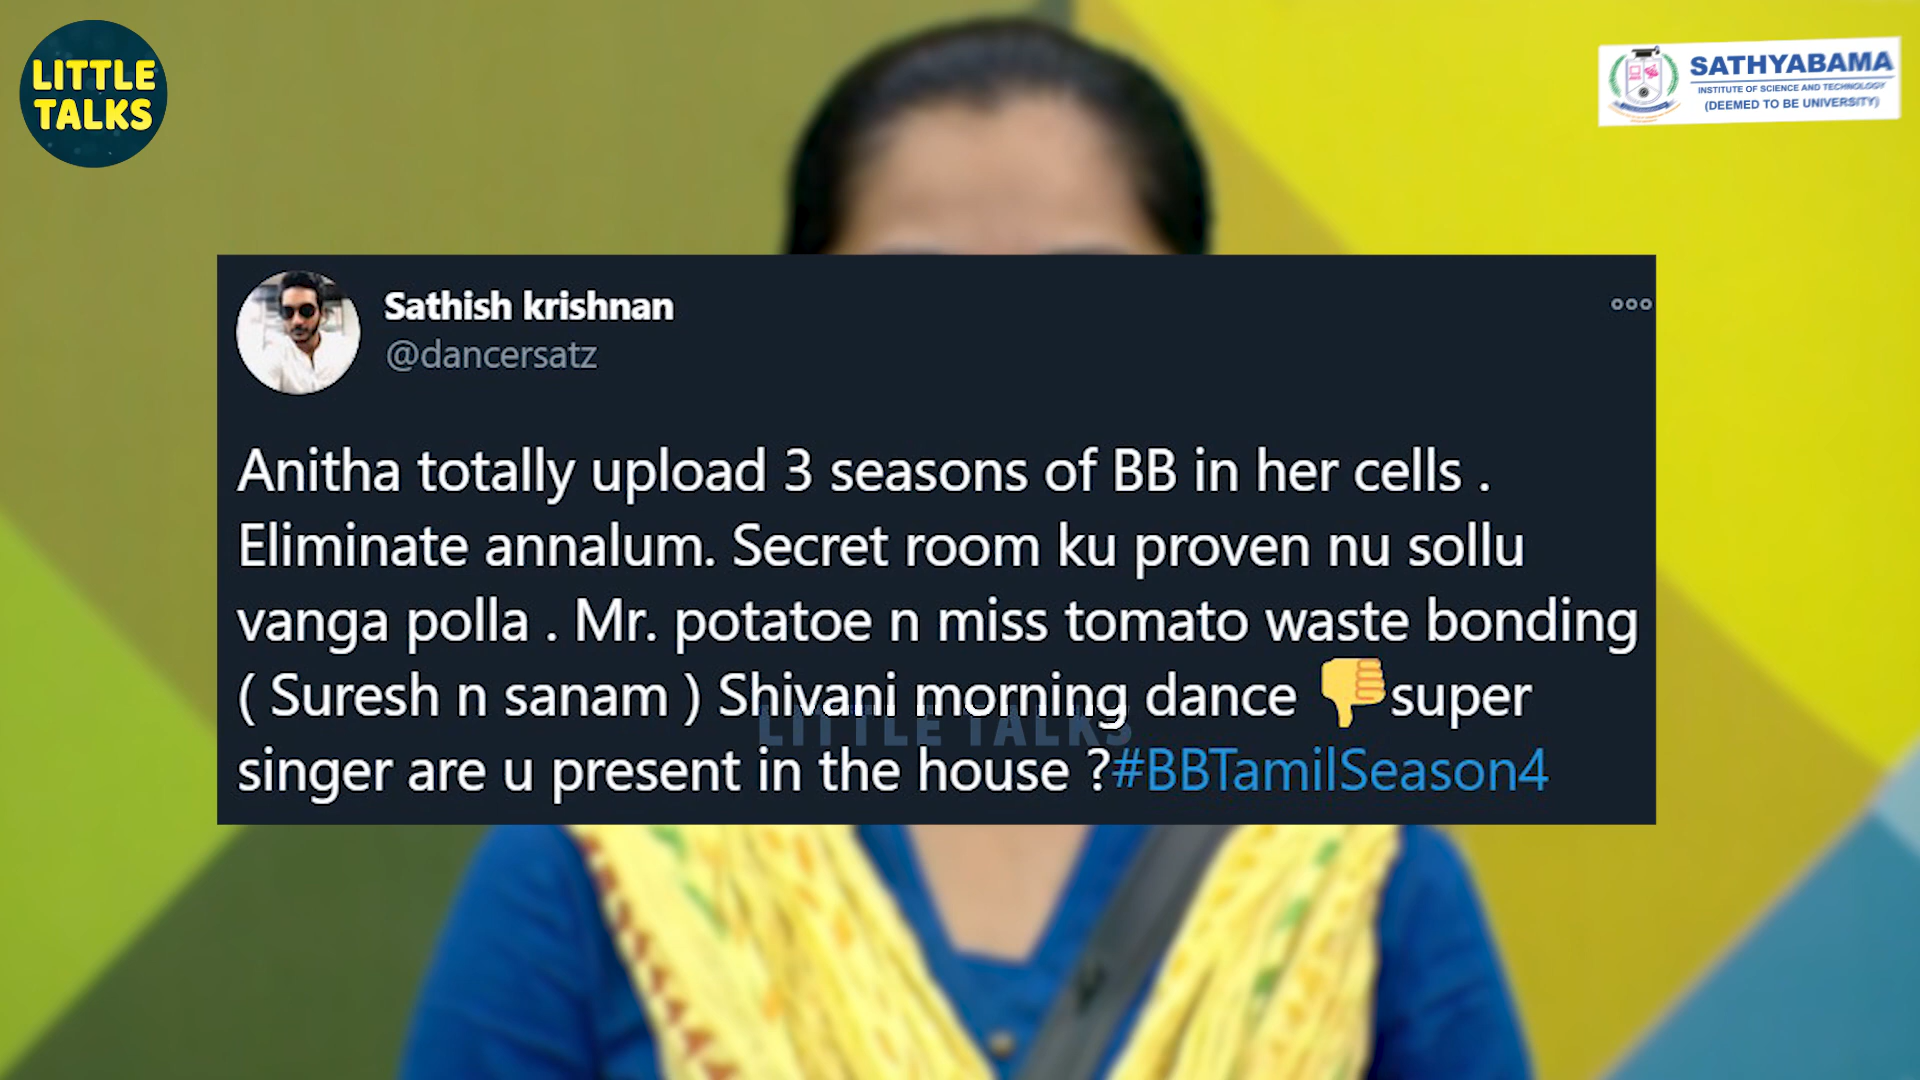 LITTLE
TALKS
SATHYABAMA
INSTITUTE OF SCIENCE AND TECHNOLOGY
(DEEMED TO BE UNIVERSITY)
Sathish krishnan
@dancersatz
Anitha totally upload 3 seasons of BB in her cells .
Eliminate annalum. Secret room ku proven nu sollu
vanga polla . Mr. potatoe n miss tomato waste bonding
( Suresh n sanam ) Shivani morning dance 👎super
LITTLE TALKS
singer are u present in the house ?#BBTamilSeason4